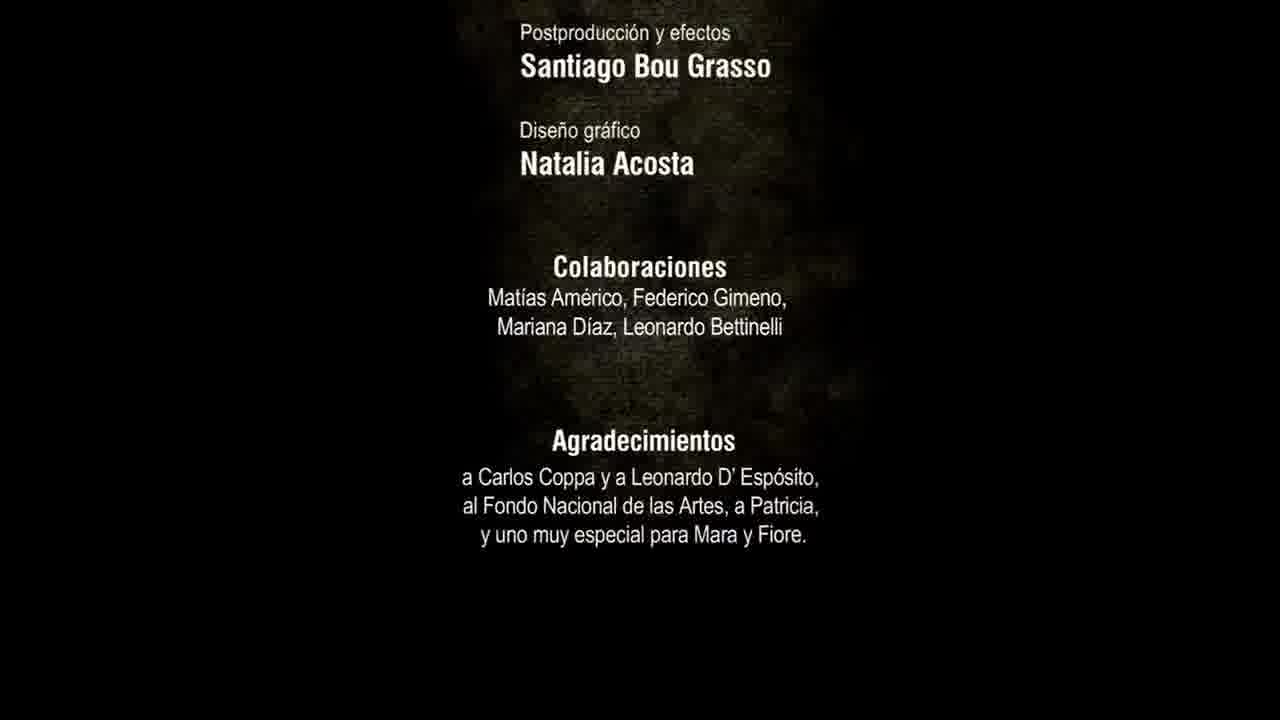 Postproducción y efectos
Santiago Bou Grasso
Diseño gráfico
Natalia Acosta
Colaboraciones
Matías Américo, Federico Gimeno,
Mariana Díaz, Leonardo Bettinelli
Agradecimientos
a Carlos Coppa y a Leonardo D' Espósito,
al Fondo Nacional de las Artes, a Patricia,
y uno muy especial para Mara y Fiore.